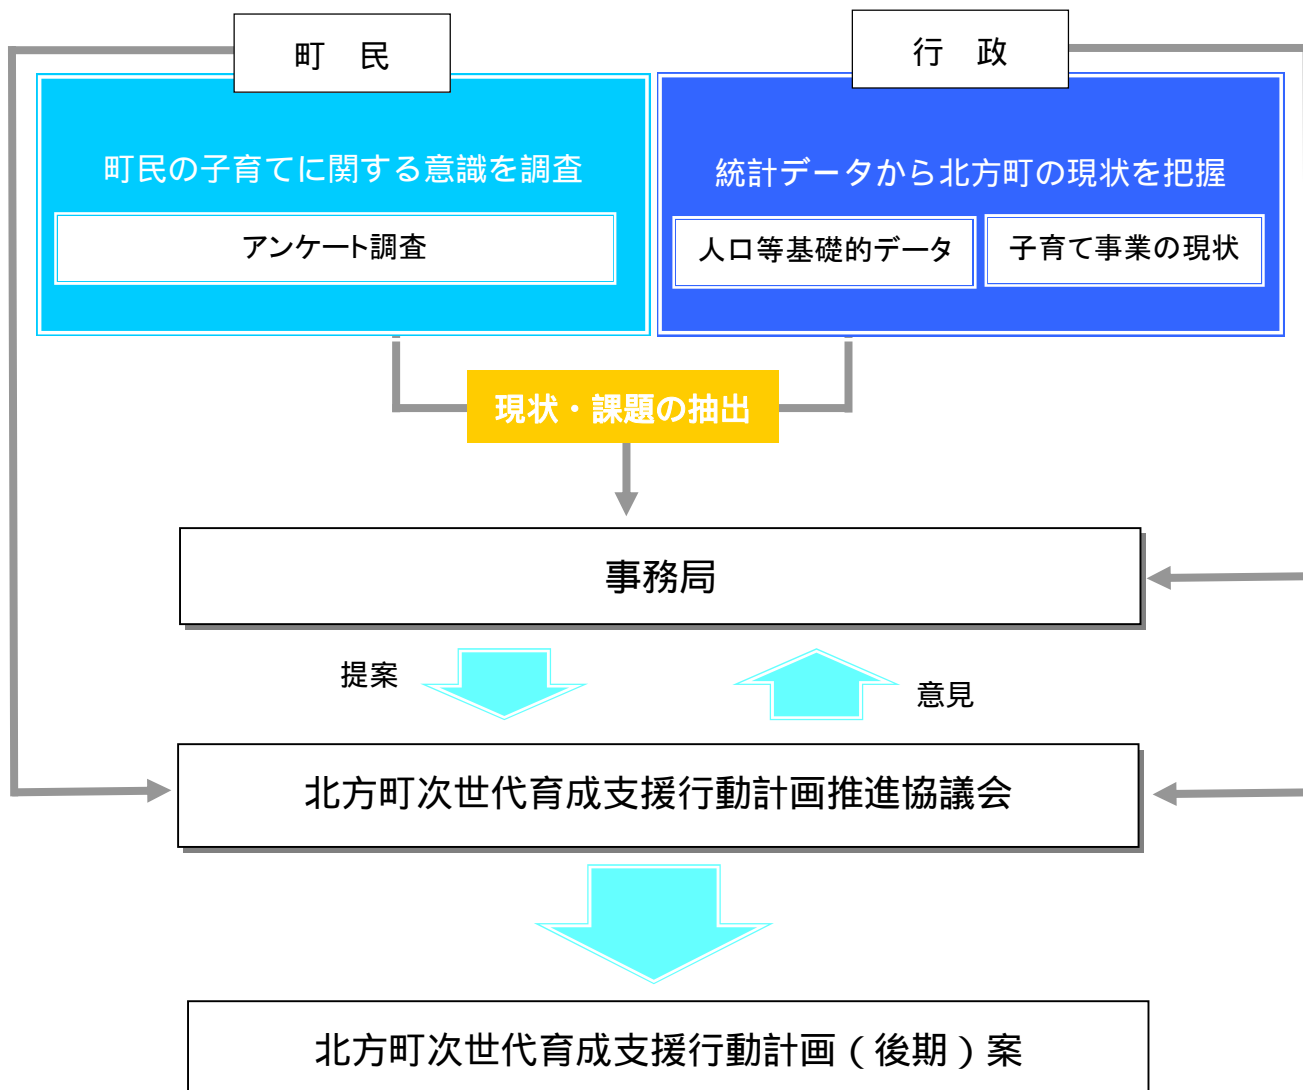 町　民
行　政
町民の子育てに関する意識を調査
統計データから北方町の現状を把握
アンケート調査
人口等基礎的データ
子育て事業の現状
現状・課題の抽出
事務局
提案
意見
北方町次世代育成支援行動計画推進協議会
北方町次世代育成支援行動計画（後期）案